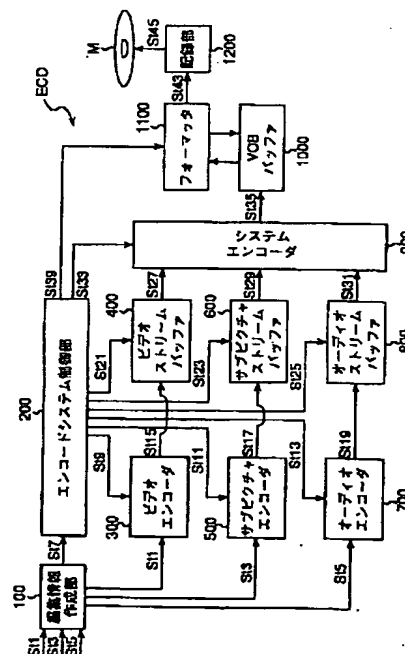 ECD
100
編集情報
作成部
St1
St3
St5
St7
200
エンコードシステム制御部
St9
St11
St13
St21
St23
St25
St33
St39
300
ビデオ
エンコーダ
St1
St15
400
ビデオ
ストリーム
バッファ
St27
500
サブピクチャ
エンコーダ
St3
St17
600
サブピクチャ
ストリーム
バッファ
St29
700
オーディオ
エンコーダ
St5
St19
オーディオ
ストリーム
バッファ
St31
システム
エンコーダ
St35
VOB
バッファ
1000
1100
フォーマッタ
St43
記録部
1200
St45
M